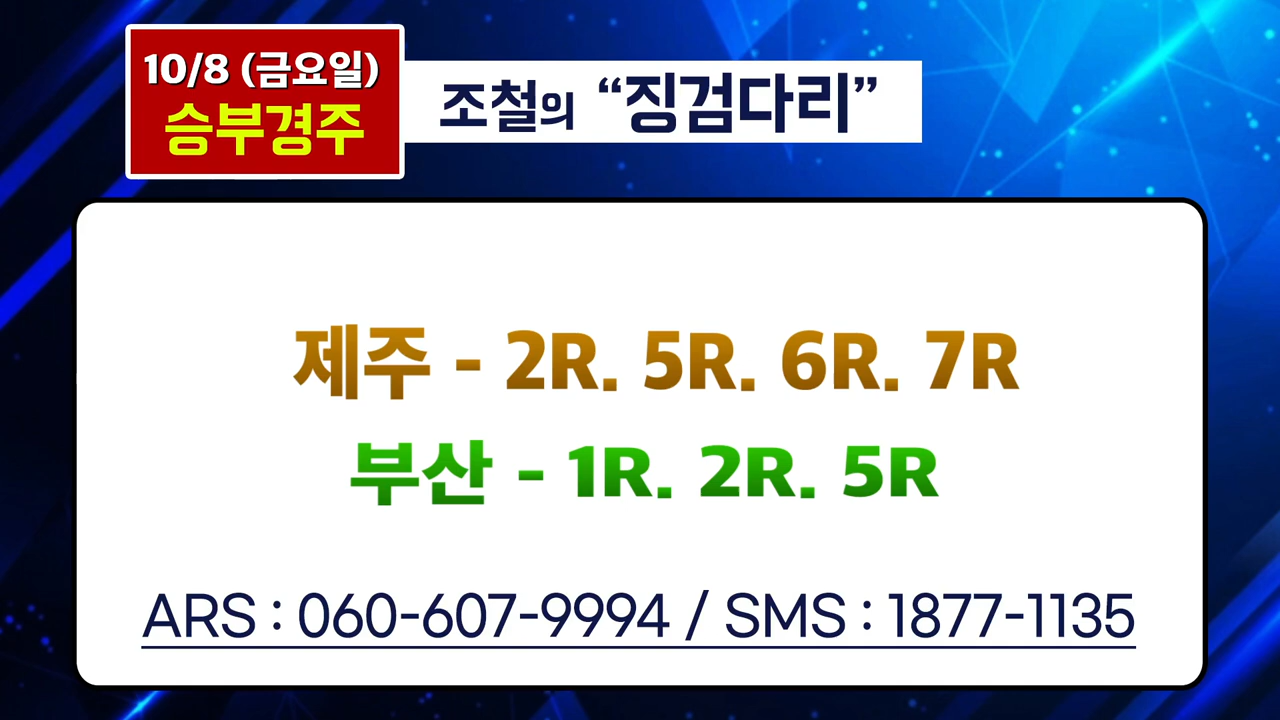 10/8 (금요일)
승부경주
조철의 “징검다리”
제주 - 2R. 5R. 6R. 7R
부산 - 1R. 2R. 5R
ARS : 060-607-9994 / SMS : 1877-1135